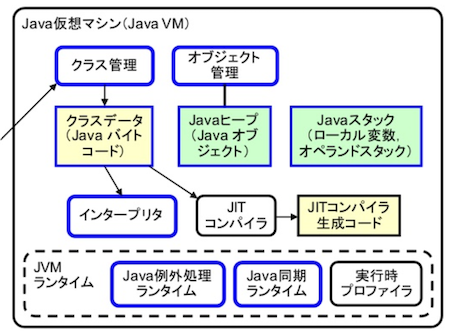 Java仮想マシン(Java VM)
クラス管理
オブジェクト
管理
クラスデータ
(Java バイト
コード)
Javaヒープ
(Java オブ
ジェクト)
Javaスタック
(ローカル変数,
オペランドスタック)
インタープリタ
JIT
コンパイラ
JITコンパイラ
生成コード
JVM
ランタイム
Java例外処理
ランタイム
Java同期
ランタイム
実行時
プロファイラ